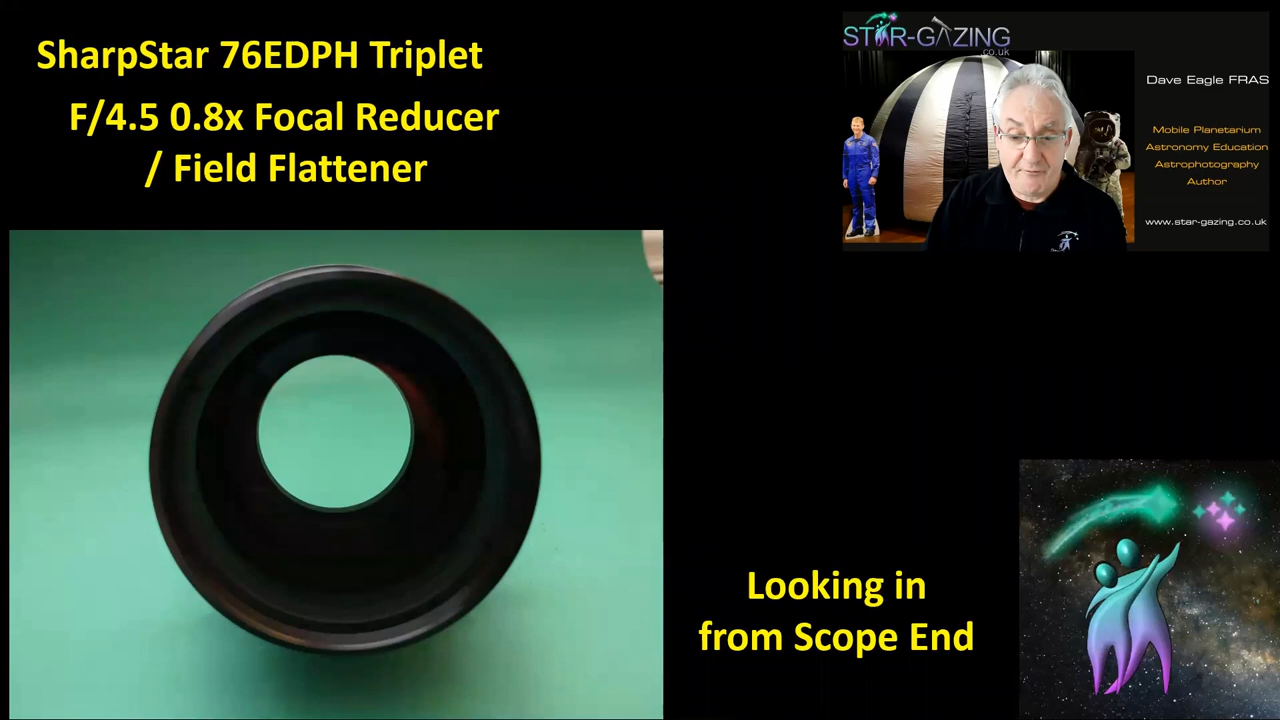 SharpStar 76EDPH Triplet
F/4.5 0.8x Focal Reducer
/ Field Flattener
STAR-GAZING
.co.uk
Dave Eagle FRAS
Mobile Planetarium
Astronomy Education
Astrophotography
Author
www.star-gazing.co.uk
Looking in
from Scope End